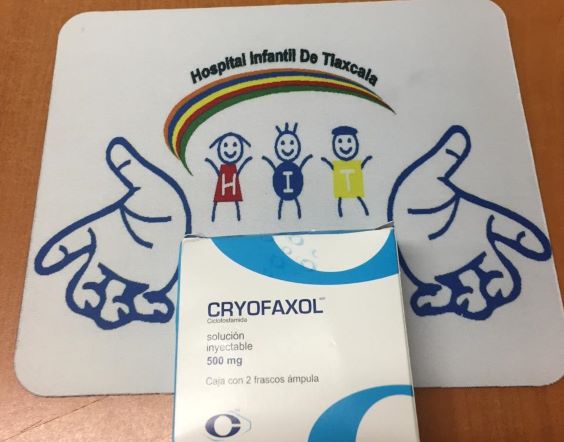 Hospital Infantil De Tlaxcala
H I T
CRYOFAXOL
Ciclofosfamida
solución
inyectable
500 mg
Caja con 2 frascos ámpula